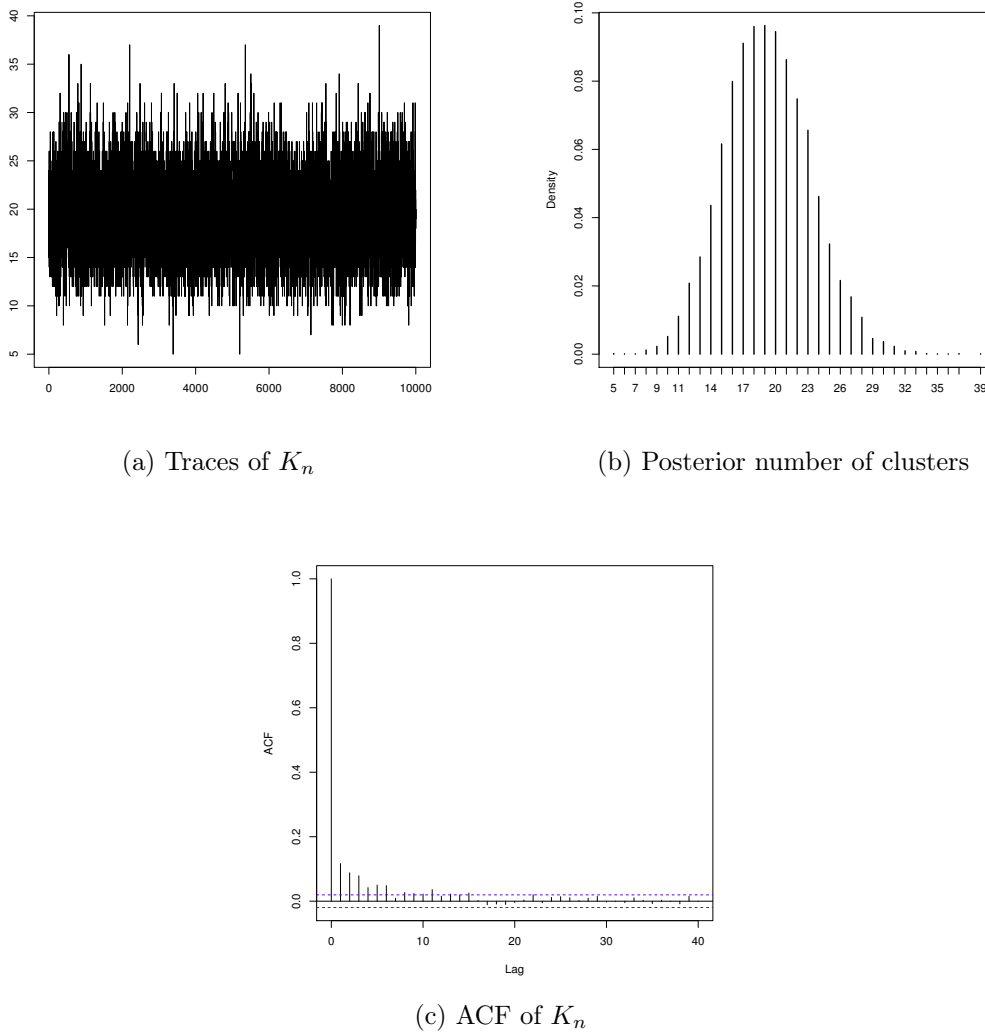 40
35
30
25
20
15
10
5
0 2000 4000 6000 8000 10000
(a) Traces of Kn
0.10
0.08
0.06
0.04
0.02
0.00
Density
5 7 9 11 14 17 20 23 26 29 32 35 39
(b) Posterior number of clusters
1.0
0.8
0.6
0.4
0.2
0.0
ACF
0 10 20 30 40
Lag
(c) ACF of Kn